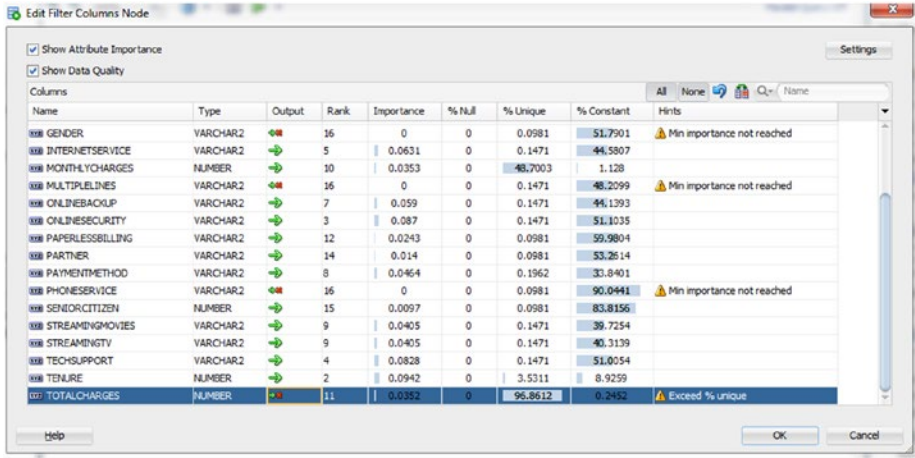 Edit Filter Columns Node
Show Attribute Importance Settings
Show Data Quality
Columns All None Name
Name Type Output Rank Importance % Null % Unique % Constant Hints
GENDER VARCHAR2 16 0 0 0.0981 51.7901 Min importance not reached
INTERNETSERVICE VARCHAR2 5 0.0631 0 0.1471 44.5807
MONTHLYCHARGES NUMBER 10 0.0353 0 48.7003 1.128
MULTIPLELINES VARCHAR2 16 0 0 0.1471 48.2099 Min importance not reached
ONLINEBACKUP VARCHAR2 7 0.059 0 0.1471 44.1393
ONLINESECURITY VARCHAR2 3 0.087 0 0.1471 51.1035
PAPERLESSBILLING VARCHAR2 12 0.0243 0 0.0981 59.9804
PARTNER VARCHAR2 14 0.014 0 0.0981 53.2614
PAYMENTMETHOD VARCHAR2 8 0.0464 0 0.1962 33.8401
PHONESERVICE VARCHAR2 16 0 0 0.0981 90.0441 Min importance not reached
SENIORCITIZEN NUMBER 15 0.0097 0 0.0981 83.8156
STREAMINGMOVIES VARCHAR2 9 0.0405 0 0.1471 39.7254
STREAMINGTV VARCHAR2 9 0.0405 0 0.1471 40.3139
TECHSUPPORT VARCHAR2 4 0.0828 0 0.1471 51.0054
TENURE NUMBER 2 0.0942 0 3.5311 8.9259
TOTALCHARGES NUMBER 11 0.0352 0 96.8612 0.2452 Exceed % unique
Help OK Cancel